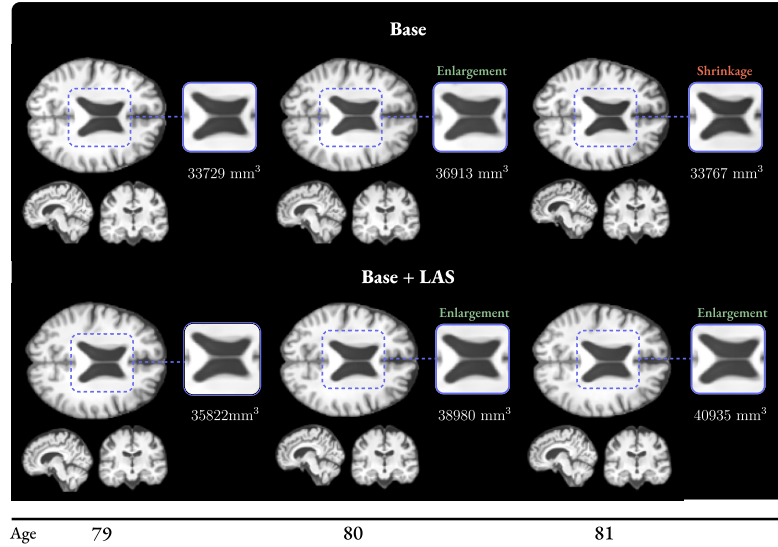 Base
Enlargement
Shrinkage
33729 mm³
36913 mm³
33767 mm³
Base + LAS
Enlargement
Enlargement
35822mm³
38980 mm³
40935 mm³
Age 79 80 81